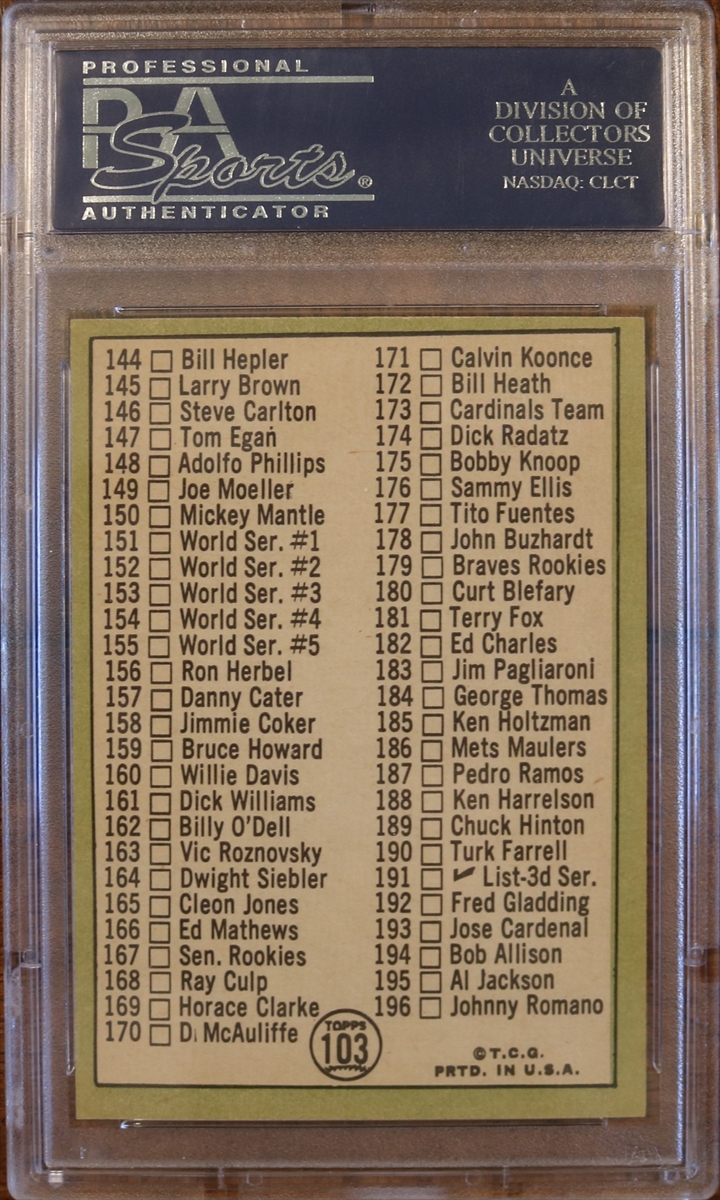 PROFESSIONAL
PSA
Sports®
AUTHENTICATOR
A
DIVISION OF
COLLECTORS
UNIVERSE
NASDAQ: CLCT
144 □ Bill Hepler
145 □ Larry Brown
146 □ Steve Carlton
147 □ Tom Egan
148 □ Adolfo Phillips
149 □ Joe Moeller
150 □ Mickey Mantle
151 □ World Ser. #1
152 □ World Ser. #2
153 □ World Ser. #3
154 □ World Ser. #4
155 □ World Ser. #5
156 □ Ron Herbel
157 □ Danny Cater
158 □ Jimmie Coker
159 □ Bruce Howard
160 □ Willie Davis
161 □ Dick Williams
162 □ Billy O'Dell
163 □ Vic Roznovsky
164 □ Dwight Siebler
165 □ Cleon Jones
166 □ Ed Mathews
167 □ Sen. Rookies
168 □ Ray Culp
169 □ Horace Clarke
170 □ D. McAuliffe
171 □ Calvin Koonce
172 □ Bill Heath
173 □ Cardinals Team
174 □ Dick Radatz
175 □ Bobby Knoop
176 □ Sammy Ellis
177 □ Tito Fuentes
178 □ John Buzhardt
179 □ Braves Rookies
180 □ Curt Blefary
181 □ Terry Fox
182 □ Ed Charles
183 □ Jim Pagliaroni
184 □ George Thomas
185 □ Ken Holtzman
186 □ Mets Maulers
187 □ Pedro Ramos
188 □ Ken Harrelson
189 □ Chuck Hinton
190 □ Turk Farrell
191 □ ✔ List-3d Ser.
192 □ Fred Gladding
193 □ Jose Cardenal
194 □ Bob Allison
195 □ Al Jackson
196 □ Johnny Romano
TOPPS
103
©T.C.G.
PRTD. IN U.S.A.